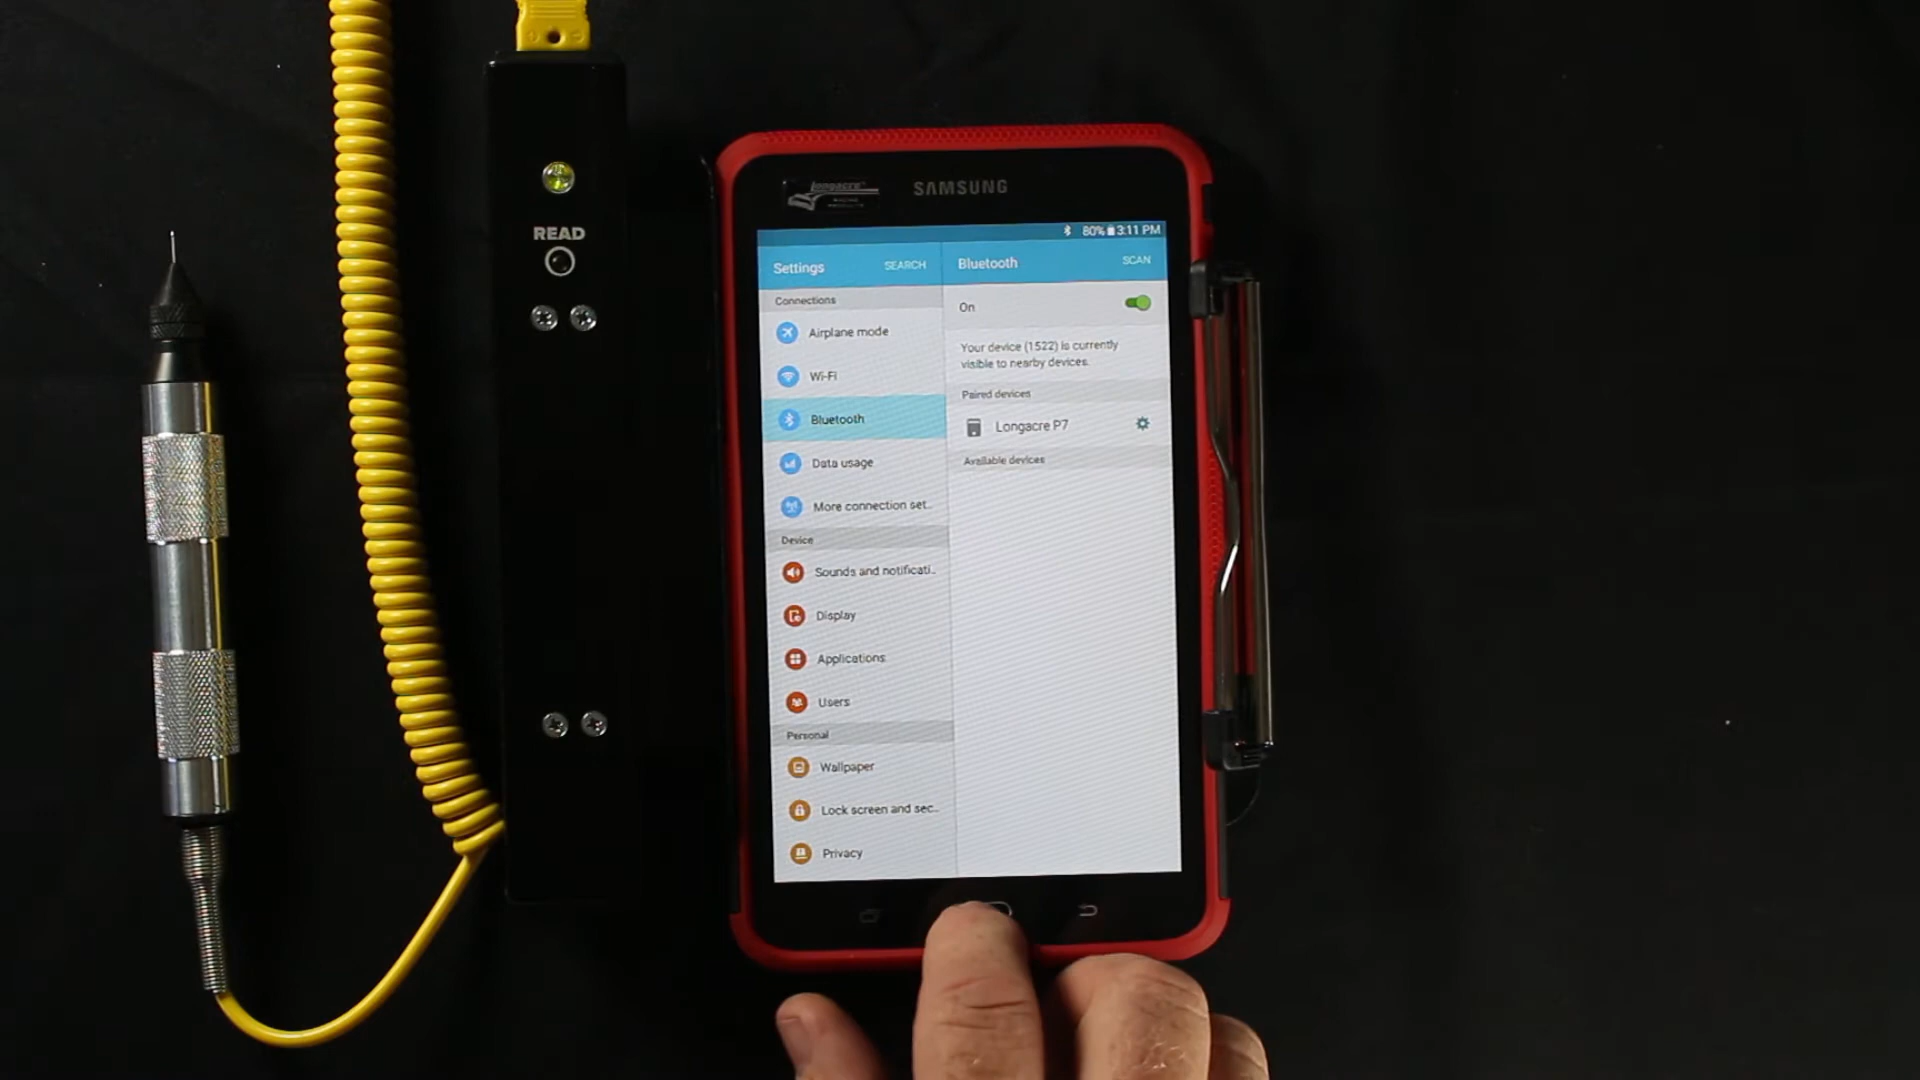 READ
Longacre
SAMSUNG
80% 3:11 PM
Settings
SEARCH
Connections
Airplane mode
Wi-Fi
Bluetooth
Data usage
More connection set..
Device
Sounds and notificati..
Display
Applications
Users
Personal
Wallpaper
Lock screen and sec..
Privacy
Bluetooth
SCAN
On
Your device (1522) is currently
visible to nearby devices.
Paired devices
Longacre P7
Available devices